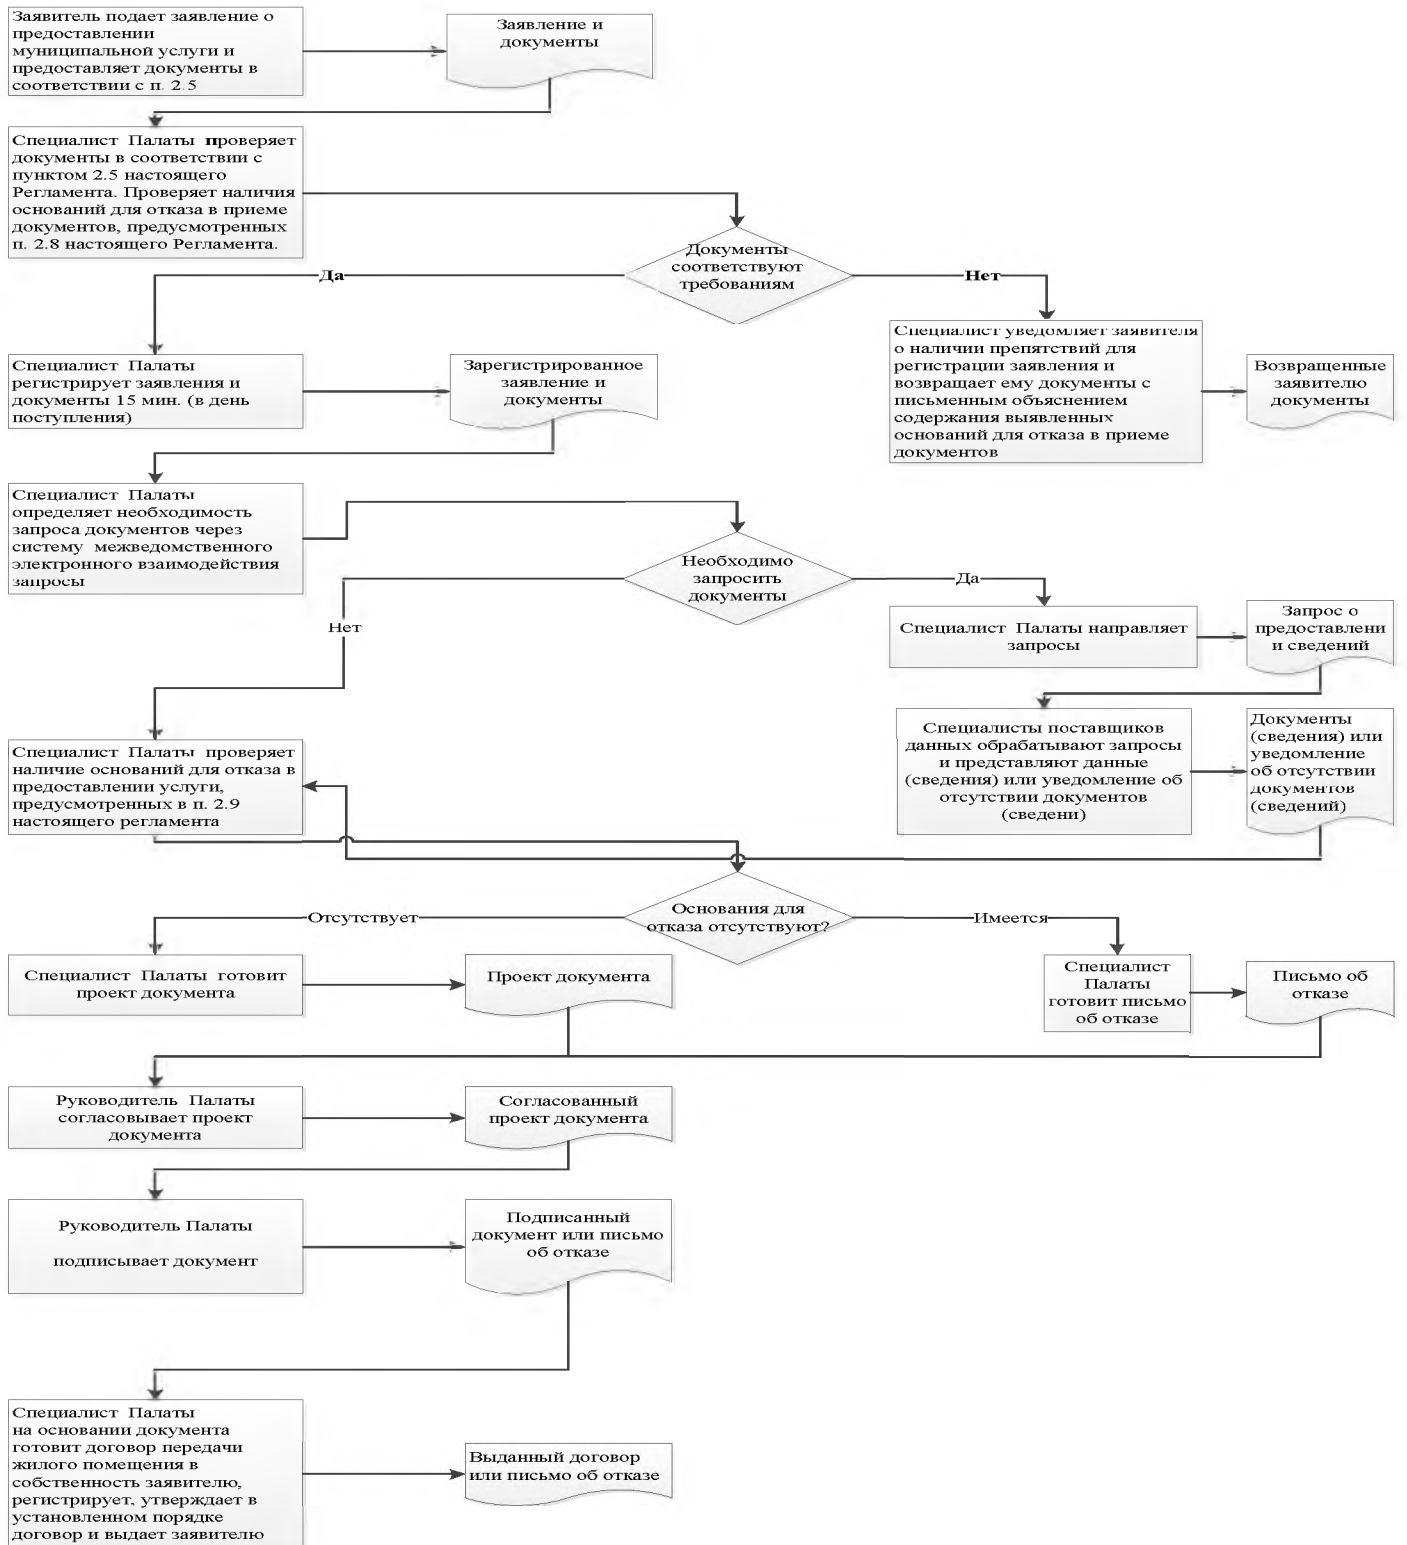 Заявитель подает заявление о
предоставлении
муниципальной услуги и
предоставляет документы в
соответствии с п. 2.5
Заявление и
документы
Специалист Палаты проверяет
документы в соответствии с
пунктом 2.5 настоящего
Регламента. Проверяет наличия
оснований для отказа в приеме
документов, предусмотренных
п. 2.8 настоящего Регламента.
Документы
соответствуют
требованиям
Да
Нет
Специалист Палаты
регистрирует заявления и
документы 15 мин. (в день
поступления)
Зарегистрированное
заявление и
документы
Специалист уведомляет заявителя
о наличии препятствий для
регистрации заявления и
возвращает ему документы с
письменным объяснением
содержания выявленных
оснований для отказа в приеме
документов
Возвращенные
заявителю
документы
Специалист Палаты
определяет необходимость
запроса документов через
систему межведомственного
электронного взаимодействия
запросы
Необходимо
запросить
документы
Да
Нет
Специалист Палаты направляет
запросы
Запрос о
предоставлени
и сведений
Специалисты поставщиков
данных обрабатывают запросы
и представляют данные
(сведения) или уведомление об
отсутствии документов
(сведени)
Документы
(сведения) или
уведомление
об отсутствии
документов
(сведений)
Специалист Палаты проверяет
наличие оснований для отказа в
предоставлении услуги,
предусмотренных в п. 2.9
настоящего регламента
Основания для
отказа отсутствуют?
Отсутствует
Имеется
Специалист Палаты готовит
проект документа
Проект документа
Специалист
Палаты
готовит письмо
об отказе
Письмо об
отказе
Руководитель Палаты
согласовывает проект
документа
Согласованный
проект документа
Руководитель Палаты
подписывает документ
Подписанный
документ или письмо
об отказе
Специалист Палаты
на основании документа
готовит договор передачи
жилого помещения в
собственность заявителю,
регистрирует, утверждает в
установленном порядке
договор и выдает заявителю
Выданный договор
или письмо об отказе